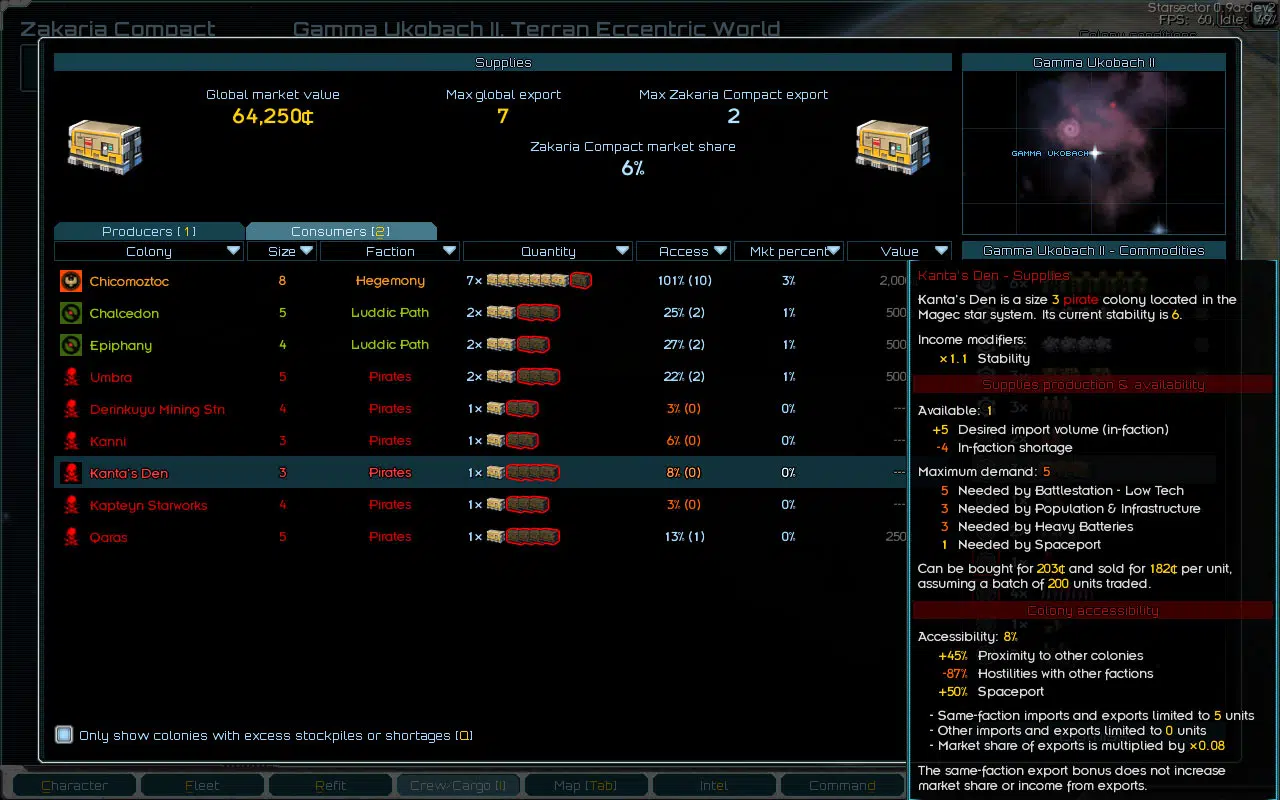 Starsector 0.9a-dev2
FPS: 60, Idle: 49%
Zakaria Compact
Gamma Ukobach II, Terran Eccentric World
Colony conditions
Supplies
Gamma Ukobach II
Global market value
Max global export
Max Zakaria Compact export
64,250¢
7
2
Zakaria Compact market share
6%
GAMMA UKOBACH
Producers [1]
Consumers [2]
Gamma Ukobach II - Commodities
Colony Size Faction Quantity Access Mkt percent Value
Chicomoztoc 8 Hegemony 7× 101% (10) 3% 2,00
Chalcedon 5 Luddic Path 2× 25% (2) 1% 500
Epiphany 4 Luddic Path 2× 27% (2) 1% 500
Umbra 5 Pirates 2× 22% (2) 1% 500
Derinkuyu Mining Stn 4 Pirates 1× 3% (0) 0% ---
Kanni 3 Pirates 1× 6% (0) 0% ---
Kanta's Den 3 Pirates 1× 8% (0) 0% ---
Kapteyn Starworks 4 Pirates 1× 3% (0) 0% ---
Qaras 5 Pirates 1× 13% (1) 0% 250
Only show colonies with excess stockpiles or shortages [Q]
Kanta's Den - Supplies
Kanta's Den is a size 3 pirate colony located in the
Magec star system. Its current stability is 6.
Income modifiers:
×1.1 Stability
Supplies production & availability
Available: 1
+5 Desired import volume (in-faction)
-4 In-faction shortage
Maximum demand: 5
5 Needed by Battlestation - Low Tech
3 Needed by Population & Infrastructure
3 Needed by Heavy Batteries
1 Needed by Spaceport
Can be bought for 203¢ and sold for 182¢ per unit,
assuming a batch of 200 units traded.
Colony accessibility
Accessibility: 8%
+45% Proximity to other colonies
-87% Hostilities with other factions
+50% Spaceport
- Same-faction imports and exports limited to 5 units
- Other imports and exports limited to 0 units
- Market share of exports is multiplied by ×0.08
The same-faction export bonus does not increase
market share or income from exports.
Character
Fleet
Refit
Crew-Cargo [I]
Map [Tab]
Intel
Command